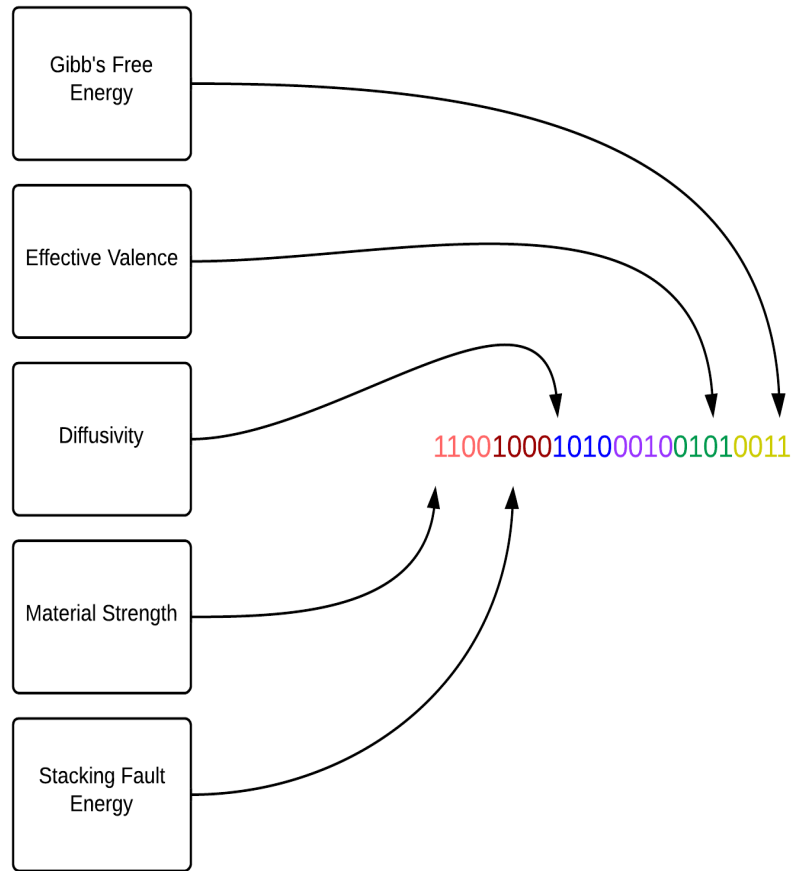 Gibb's Free
Energy
Effective Valence
Diffusivity
110010001010001001010011
Material Strength
Stacking Fault
Energy